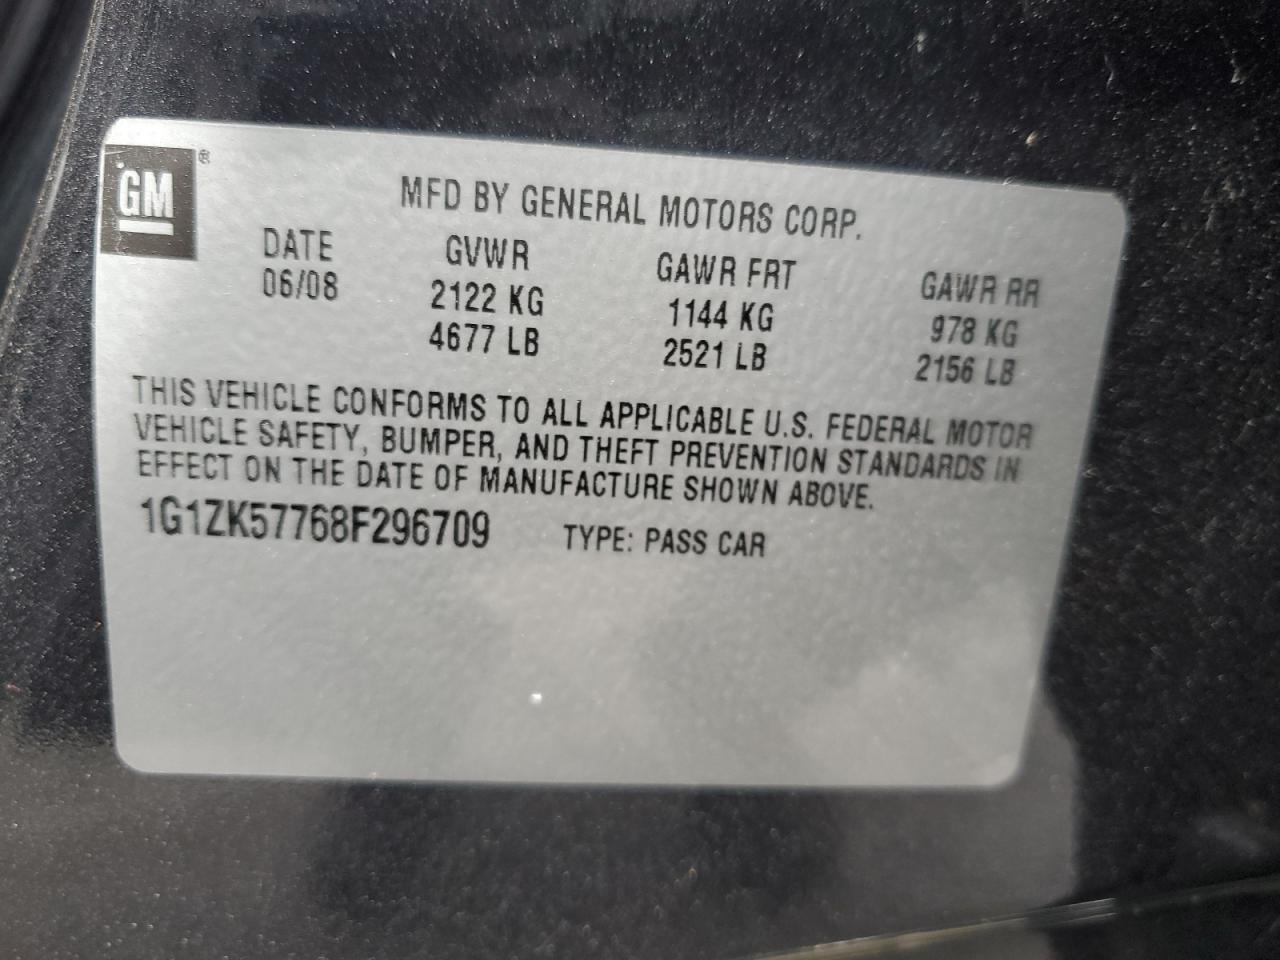 GM ®
MFD BY GENERAL MOTORS CORP.
DATE GVWR GAWR FRT GAWR RR
06/08 2122 KG 1144 KG 978 KG
4677 LB 2521 LB 2156 LB
THIS VEHICLE CONFORMS TO ALL APPLICABLE U.S. FEDERAL MOTOR
VEHICLE SAFETY, BUMPER, AND THEFT PREVENTION STANDARDS IN
EFFECT ON THE DATE OF MANUFACTURE SHOWN ABOVE.
1G1ZK57768F296709 TYPE: PASS CAR